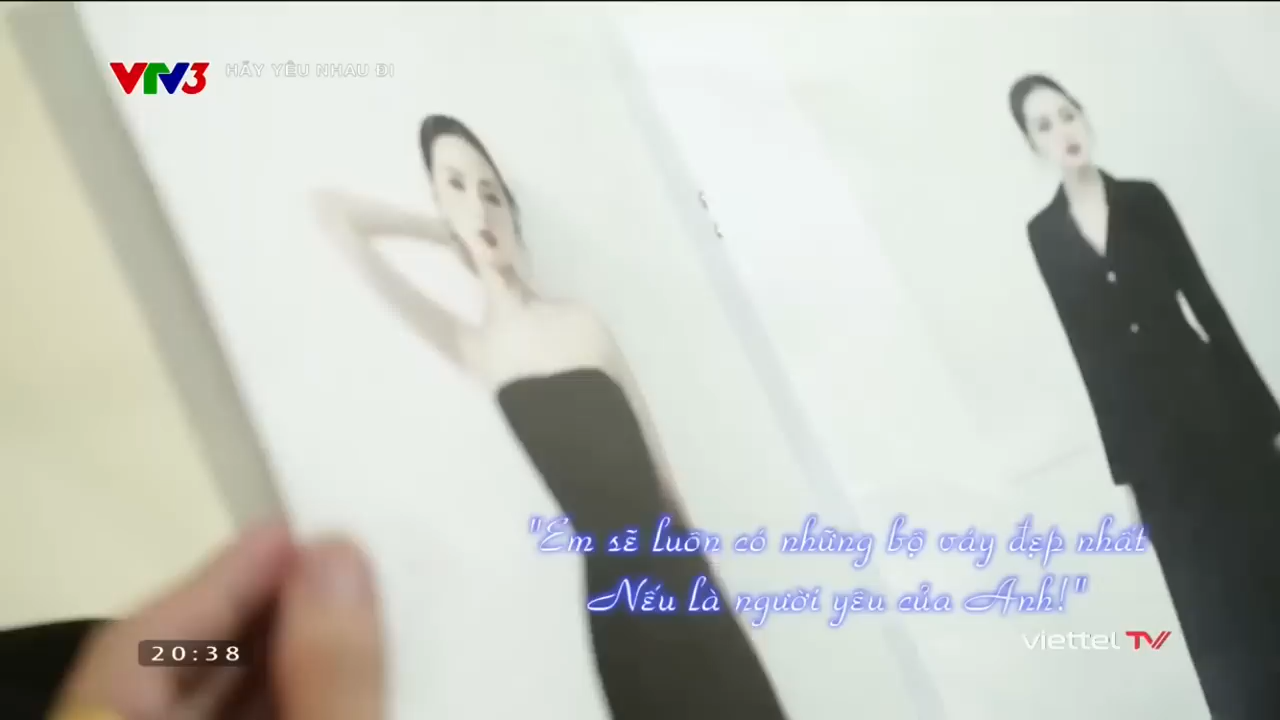 VTV3 HÃY YÊU NHAU ĐI
"Em sẽ luôn có những bộ váy đẹp nhất
Nếu là người yêu của Anh!"
viettel TV
20:38